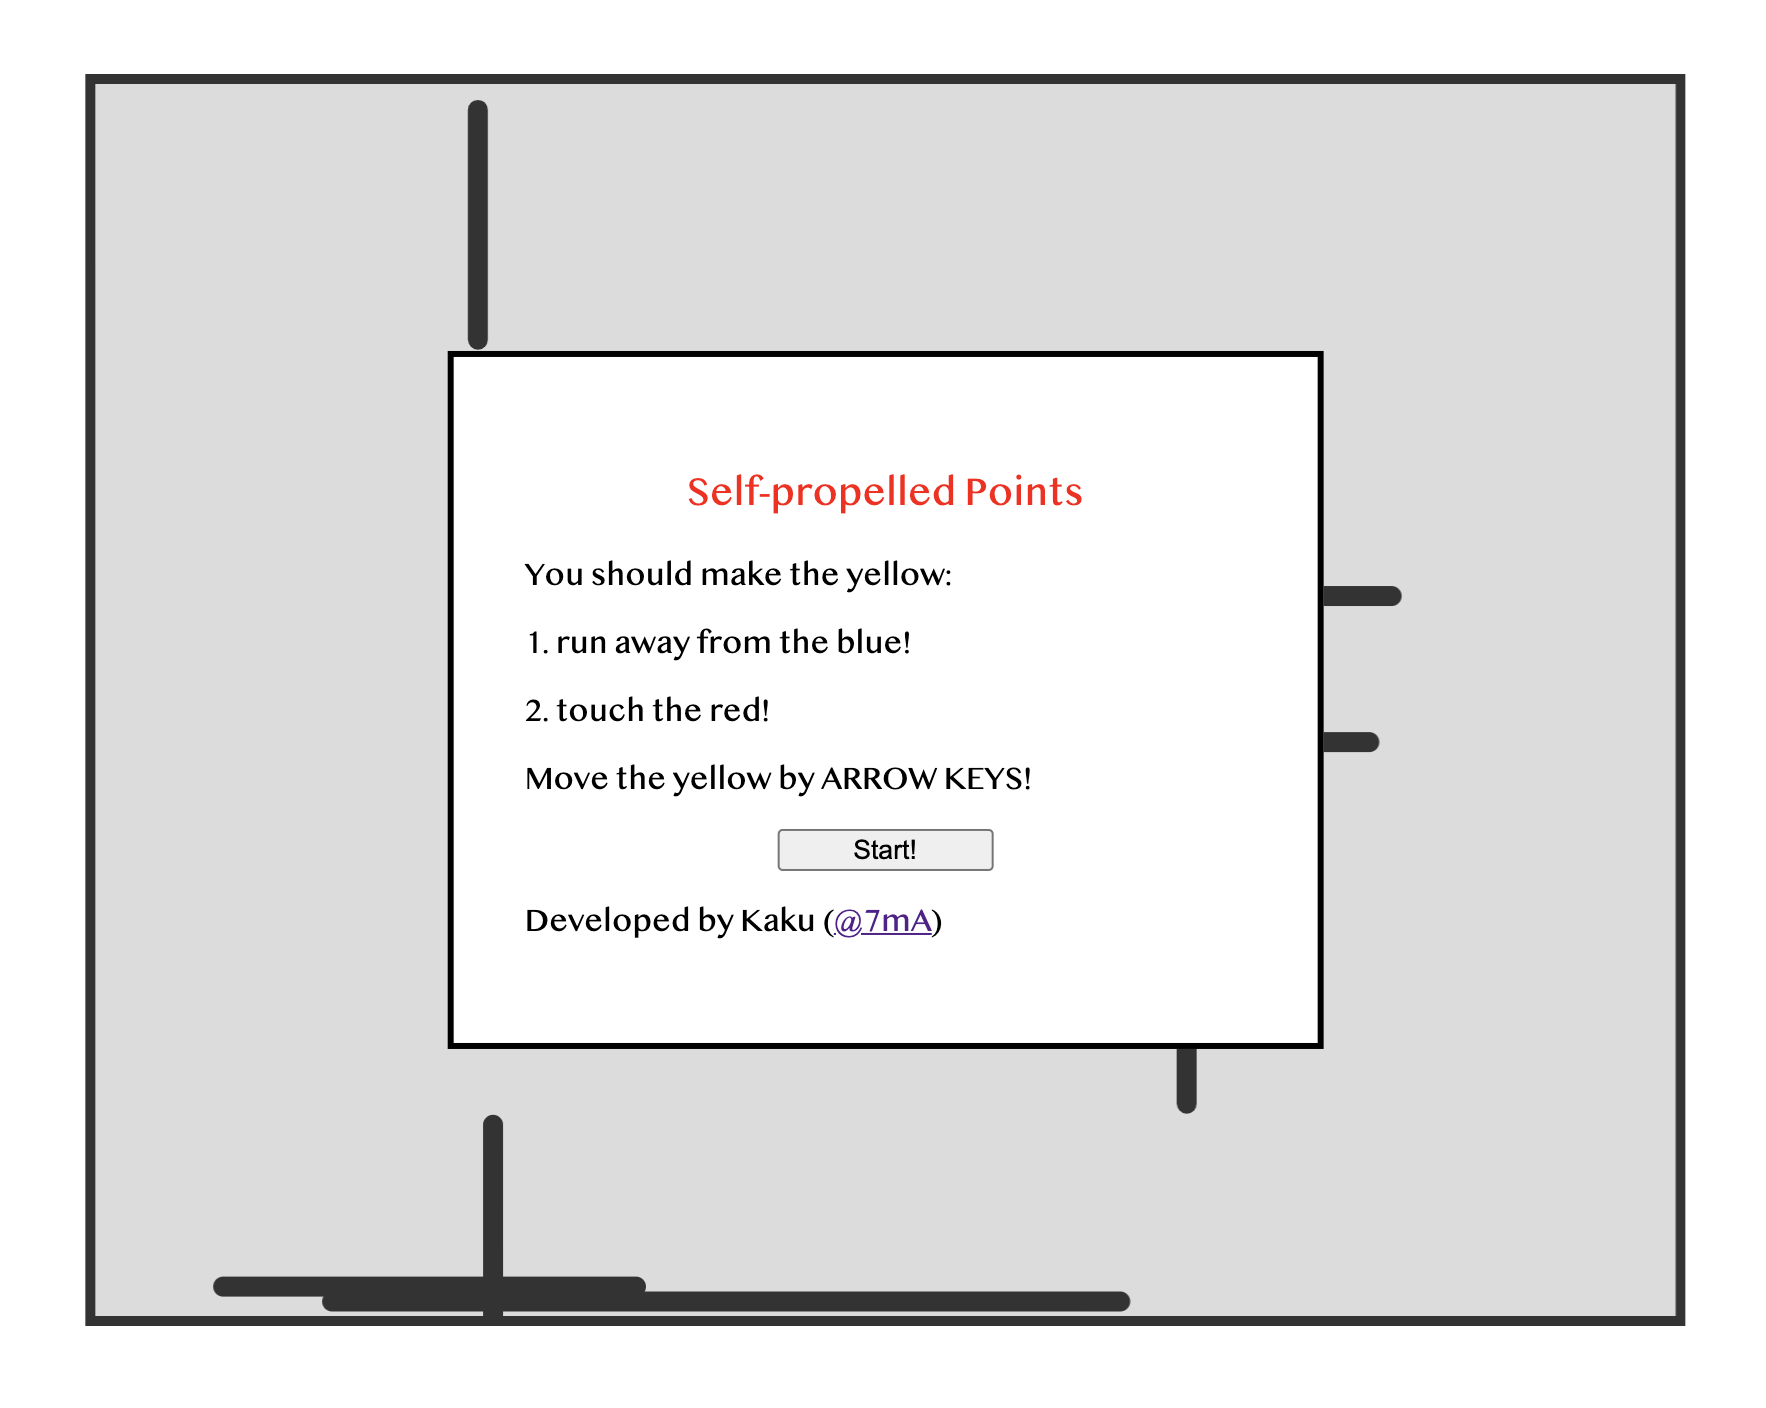 Self-propelled Points
You should make the yellow:
1. run away from the blue!
2. touch the red!
Move the yellow by ARROW KEYS!
Start!
Developed by Kaku (@7mA)